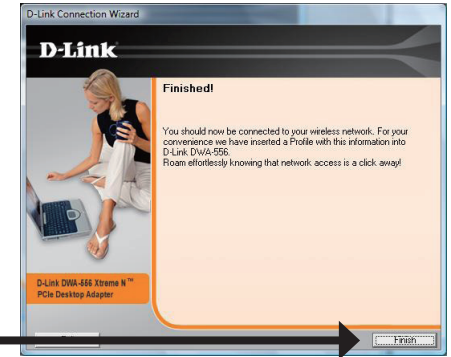 D-Link Connection Wizard
D-Link
Finished!
You should now be connected to your wireless network. For your
convenience we have inserted a Profile with this information into
D-Link DWA-556.
Roam effortlessly knowing that network access is a click away!
D-Link DWA-556 Xtreme N™
PCIe Desktop Adapter
Finish